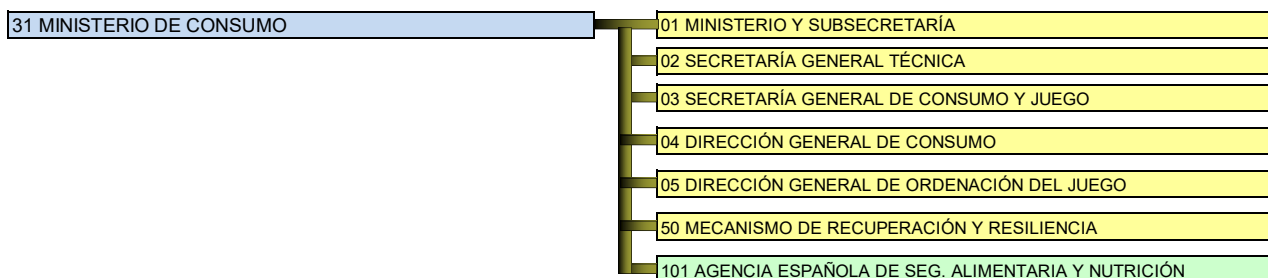 31 MINISTERIO DE CONSUMO
01 MINISTERIO Y SUBSECRETARÍA
02 SECRETARÍA GENERAL TÉCNICA
03 SECRETARÍA GENERAL DE CONSUMO Y JUEGO
04 DIRECCIÓN GENERAL DE CONSUMO
05 DIRECCIÓN GENERAL DE ORDENACIÓN DEL JUEGO
50 MECANISMO DE RECUPERACIÓN Y RESILIENCIA
101 AGENCIA ESPAÑOLA DE SEG. ALIMENTARIA Y NUTRICIÓN